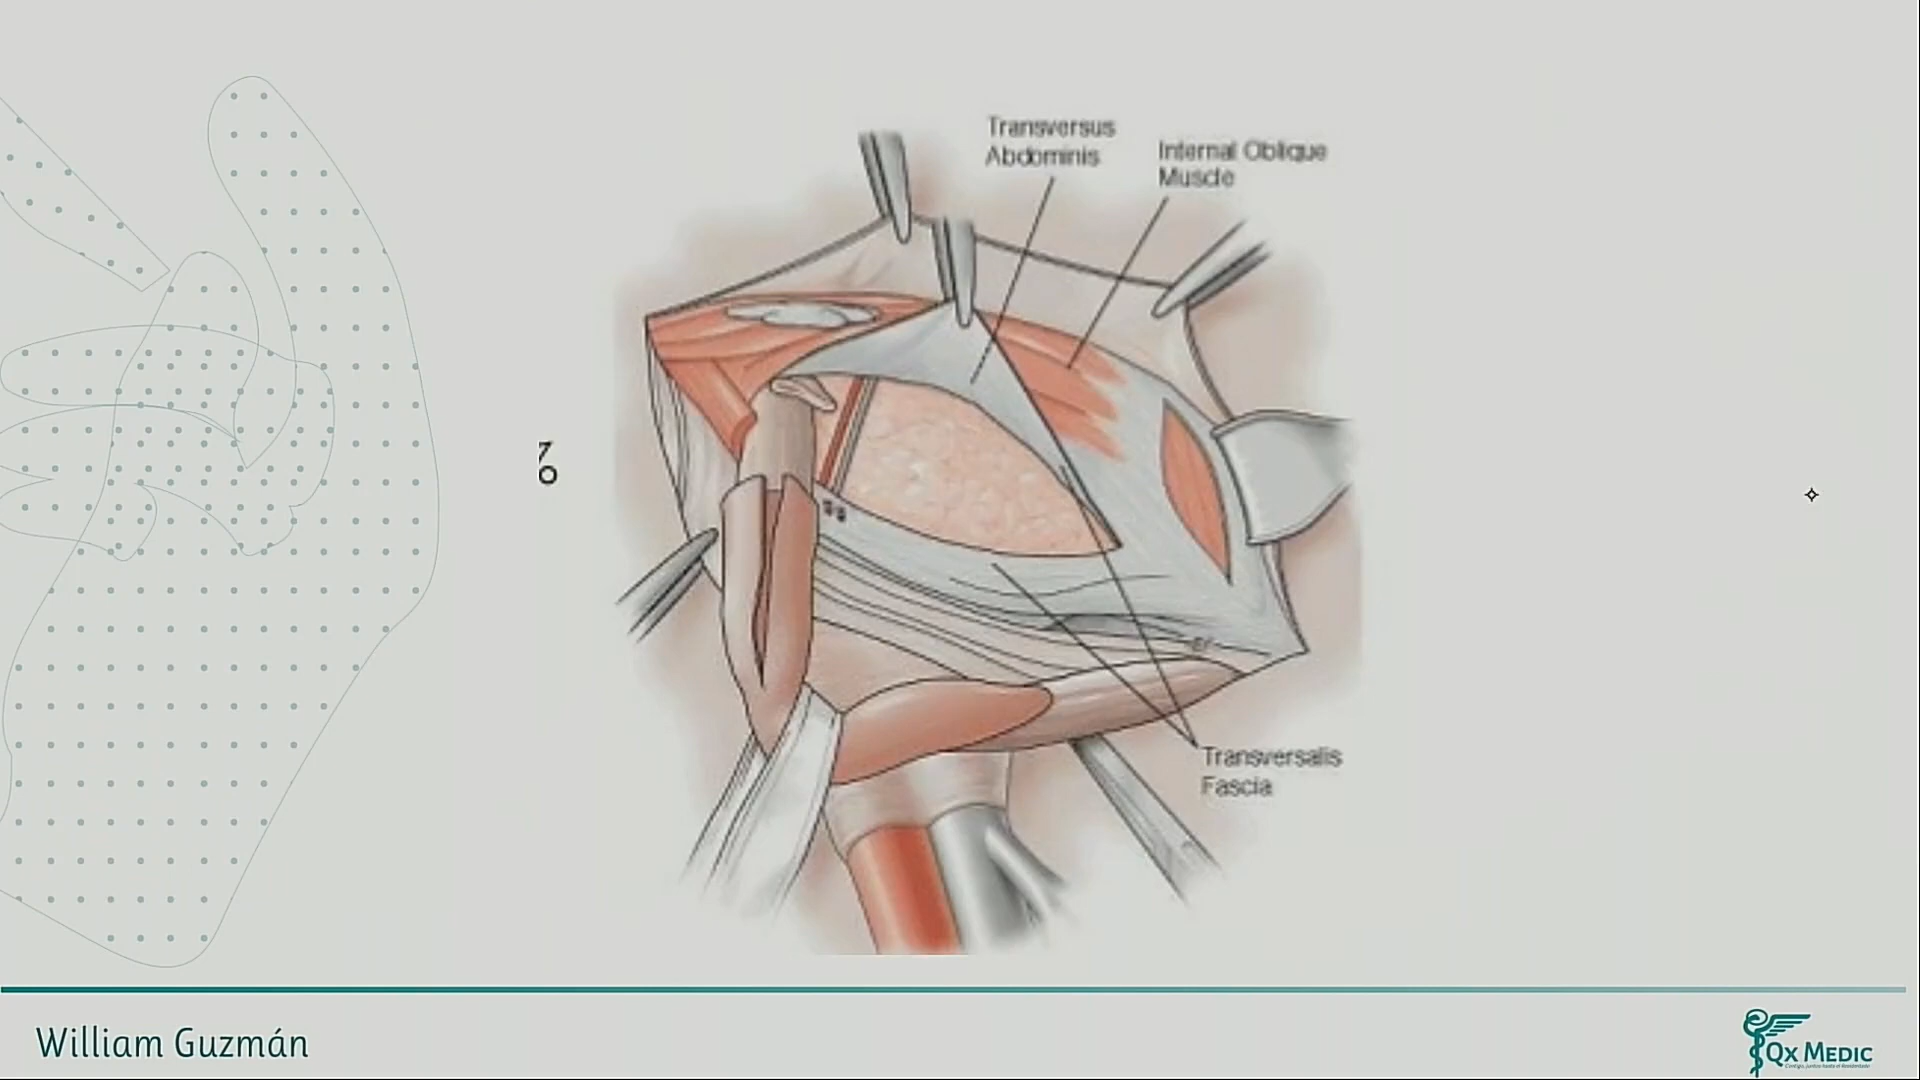 Transversus
Abdominis
Internal Oblique
Muscle
Transversalis
Fascia
William Guzmán
QX MEDIC